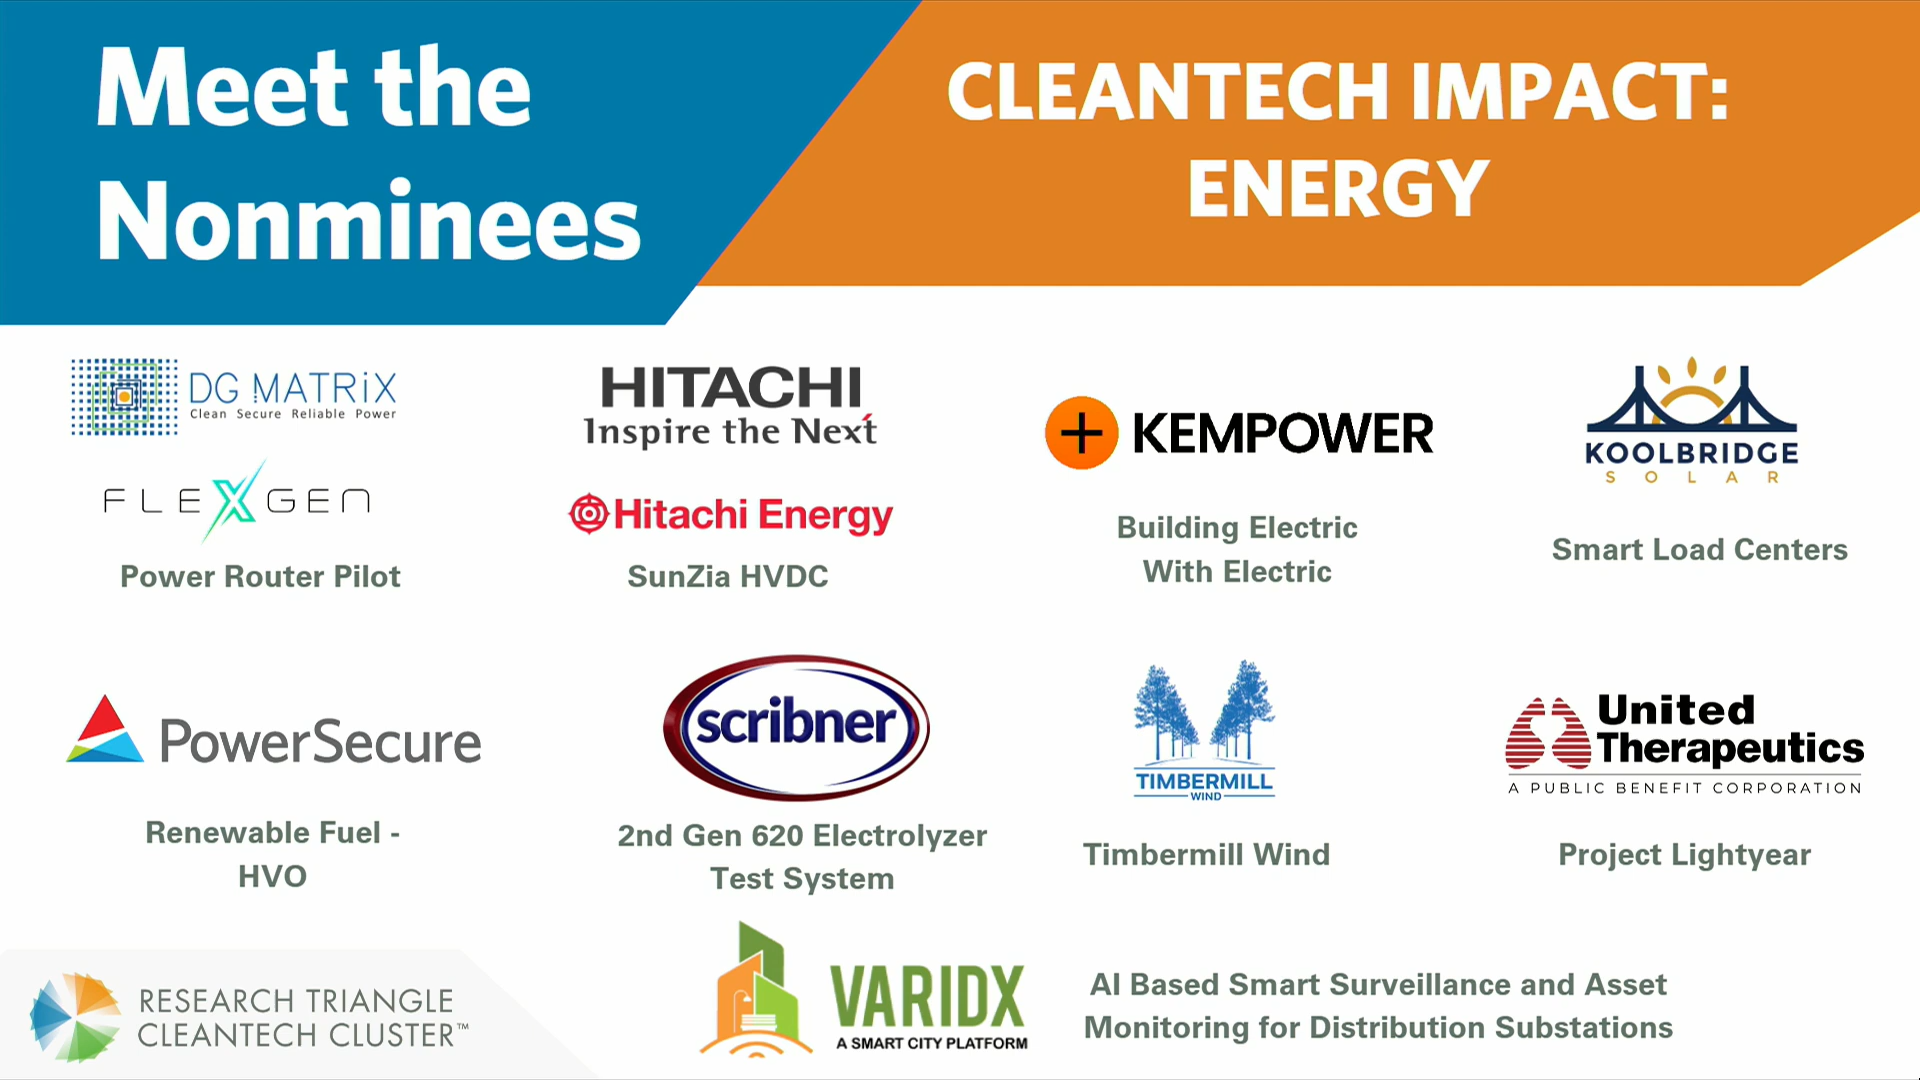 Meet the
Nonminees
CLEANTECH IMPACT:
ENERGY
DG MATRiX
Clean Secure Reliable Power
FLEXGEN
Power Router Pilot
HITACHI
Inspire the Next
Hitachi Energy
SunZia HVDC
KEMPOWER
Building Electric
With Electric
KOOLBRIDGE
SOLAR
Smart Load Centers
PowerSecure
Renewable Fuel -
HVO
scribner
2nd Gen 620 Electrolyzer
Test System
TIMBERMILL
WIND
Timbermill Wind
United
Therapeutics
A PUBLIC BENEFIT CORPORATION
Project Lightyear
RESEARCH TRIANGLE
CLEANTECH CLUSTER™
VARIDX
A SMART CITY PLATFORM
AI Based Smart Surveillance and Asset
Monitoring for Distribution Substations